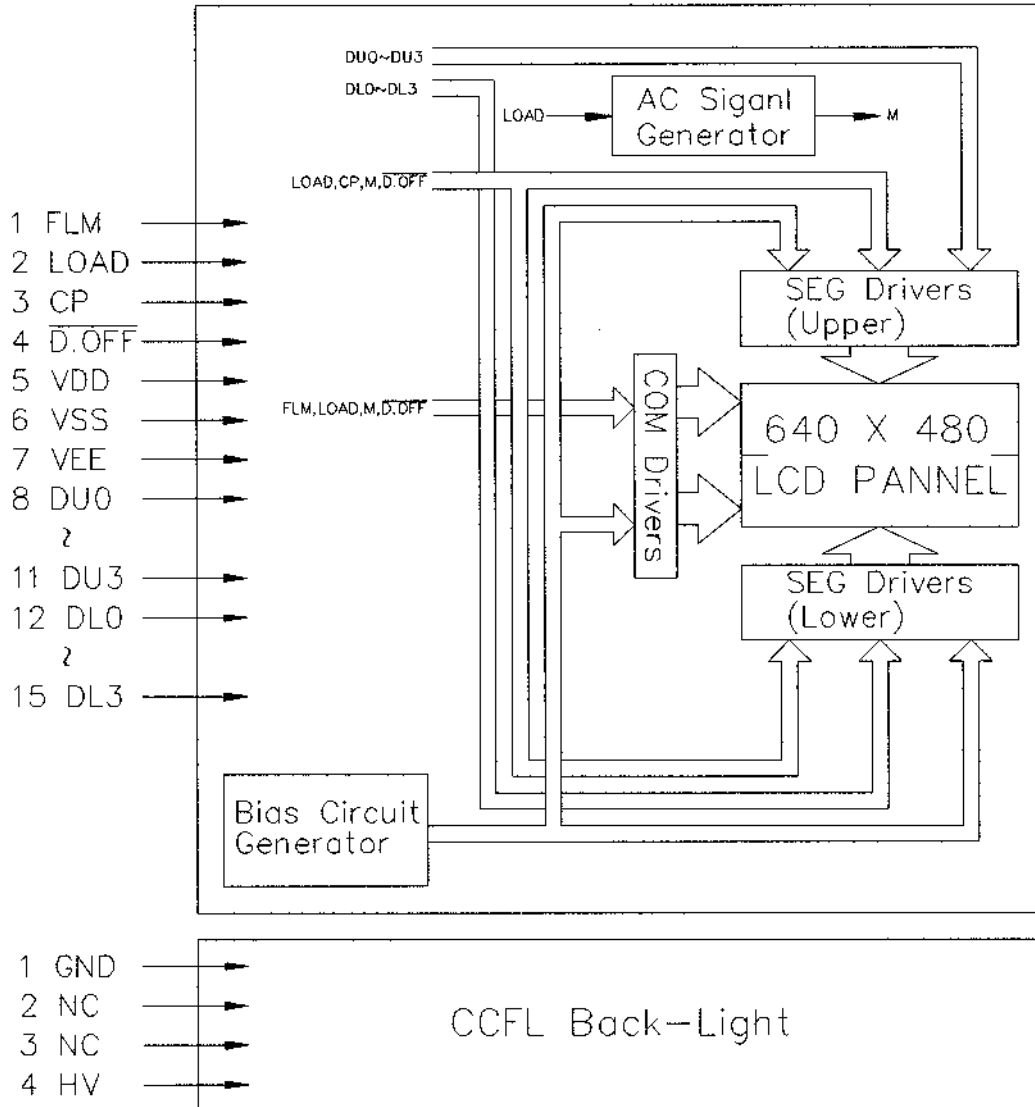 DU0~DU3
DL0~DL3
LOAD
AC Siganl
Generator
M
LOAD,CP,M,D.OFF
1 FLM
2 LOAD
3 CP
4 D.OFF
5 VDD
6 VSS
7 VEE
8 DU0
~
11 DU3
12 DL0
~
15 DL3
SEG Drivers
(Upper)
FLM,LOAD,M,D.OFF
COM Drivers
640 X 480
LCD PANNEL
SEG Drivers
(Lower)
Bias Circuit
Generator
1 GND
2 NC
3 NC
4 HV
CCFL Back-Light